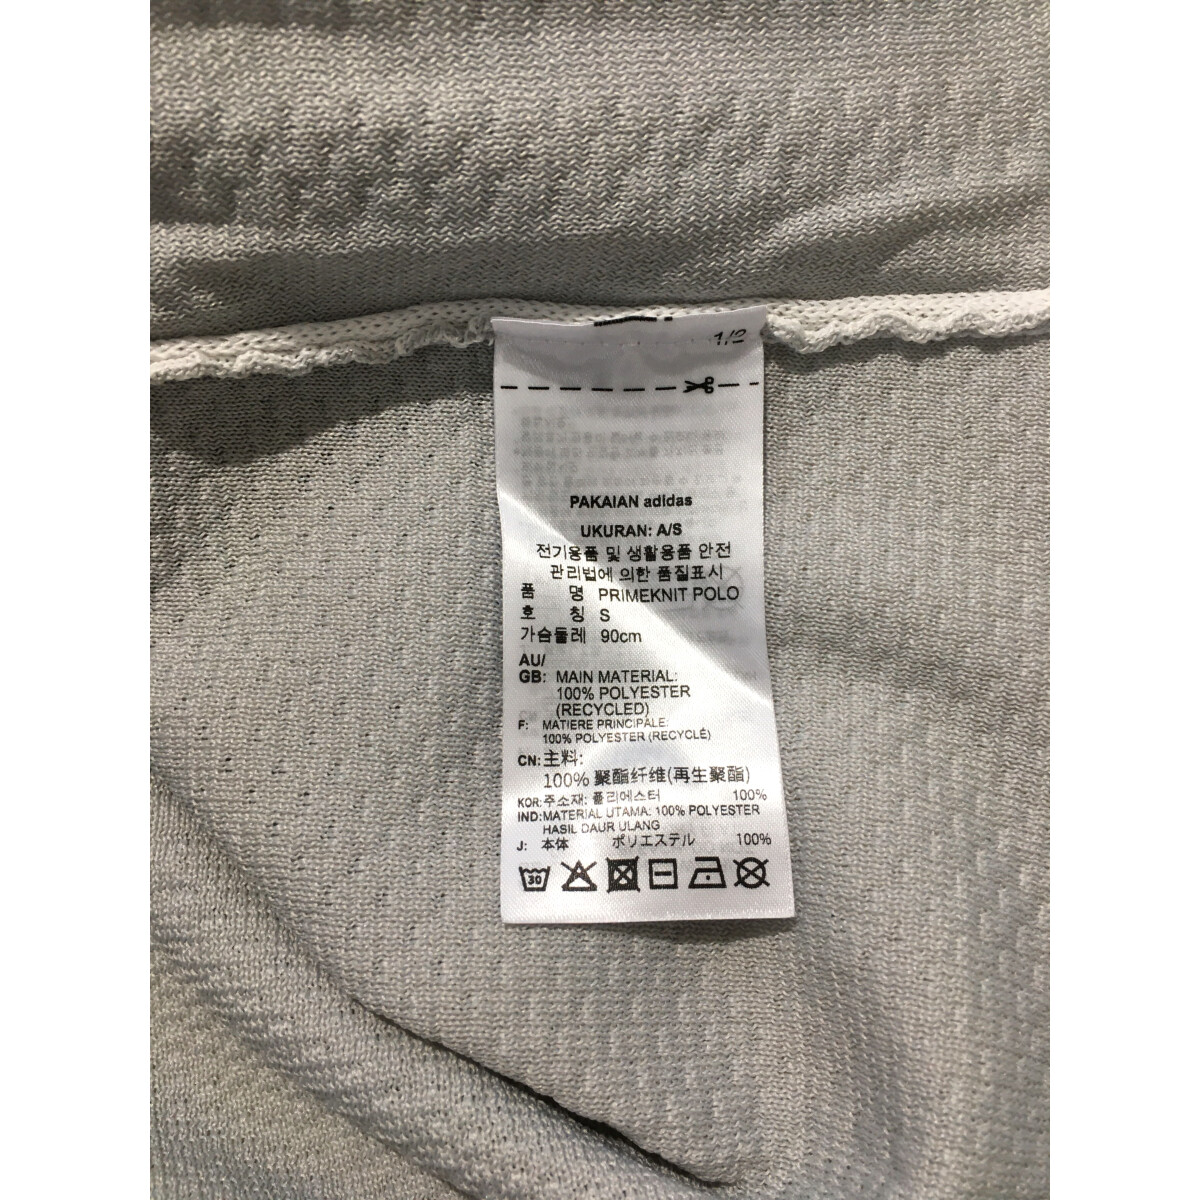 1/2
PAKAIAN adidas
UKURAN: A/S
전기용품 및 생활용품 안전
관리법에 의한 품질표시
품 명 PRIMEKNIT POLO
호 칭 S
가슴둘레 90cm
AU/
GB: MAIN MATERIAL:
100% POLYESTER
(RECYCLED)
F: MATIERE PRINCIPALE:
100% POLYESTER (RECYCLÉ)
CN: 主料:
100% 聚酯纤维(再生聚酯)
KOR: 주소재: 폴리에스터 100%
IND: MATERIAL UTAMA: 100% POLYESTER
HASIL DAUR ULANG
J: 本体 ポリエステル 100%
30